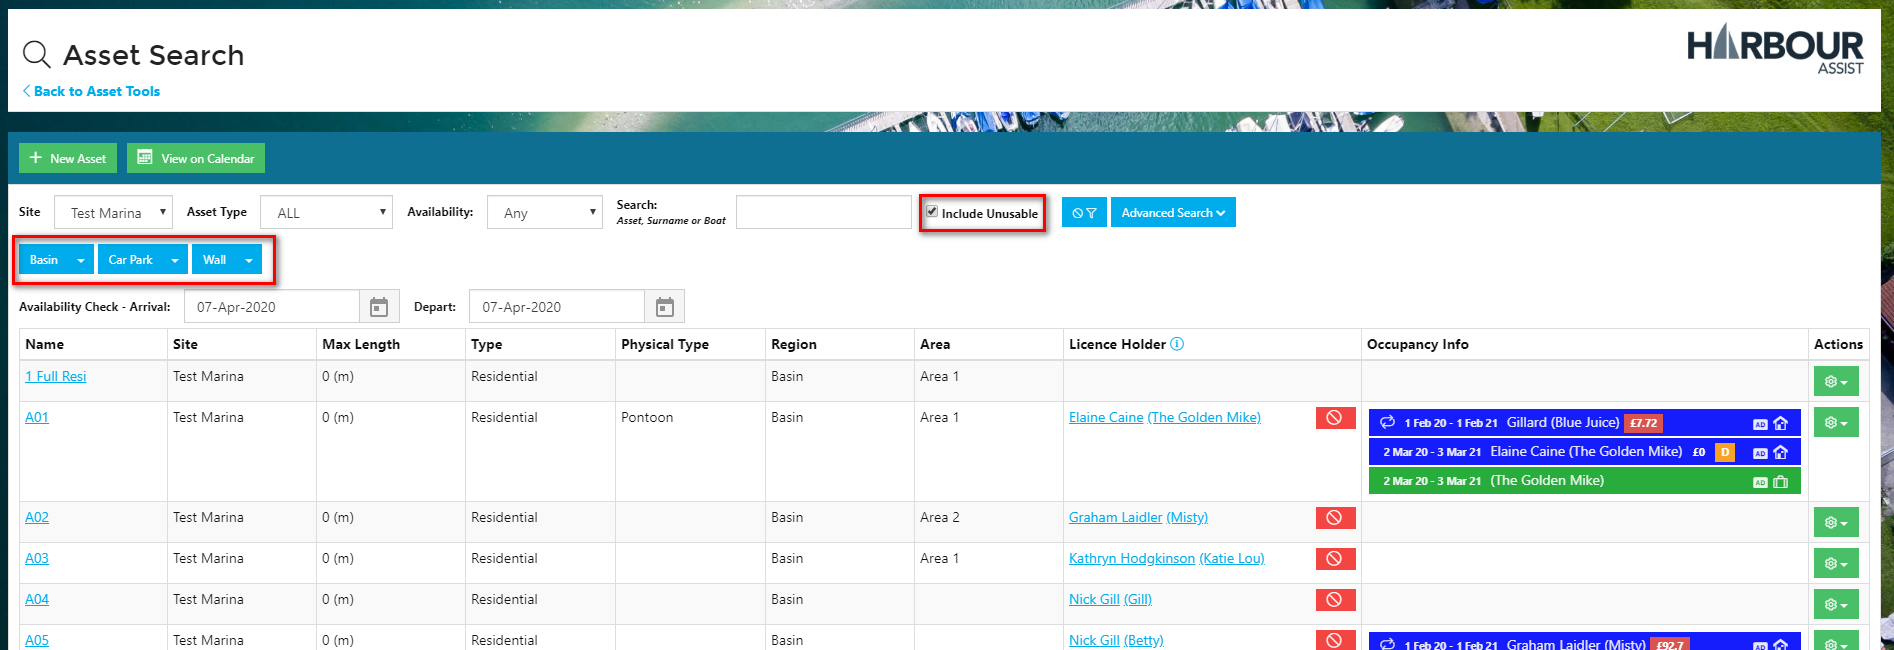 Asset Search
HARBOUR
ASSIST
Back to Asset Tools
New Asset
View on Calendar
Site
Test Marina
Asset Type
ALL
Availability:
Any
Search:
Asset, Surname or Boat
Include Unusable
Advanced Search
Basin
Car Park
Wall
Availability Check - Arrival:
07-Apr-2020
Depart:
07-Apr-2020
Name Site Max Length Type Physical Type Region Area Licence Holder Occupancy Info Actions
1 Full Resi Test Marina 0 (m) Residential Basin Area 1
A01 Test Marina 0 (m) Residential Pontoon Basin Area 1 Elaine Caine (The Golden Mike)
1 Feb 20 - 1 Feb 21 Gillard (Blue Juice) £7.72 AD
2 Mar 20 - 3 Mar 21 Elaine Caine (The Golden Mike) £0 D AD
2 Mar 20 - 3 Mar 21 (The Golden Mike) AD
A02 Test Marina 0 (m) Residential Basin Area 2 Graham Laidler (Misty)
A03 Test Marina 0 (m) Residential Basin Area 1 Kathryn Hodgkinson (Katie Lou)
A04 Test Marina 0 (m) Residential Basin Nick Gill (Gill)
A05 Test Marina 0 (m) Residential Basin Nick Gill (Betty)
1 Feb 20 - 1 Feb 21 Graham Laidler (Misty) £92.7 AD